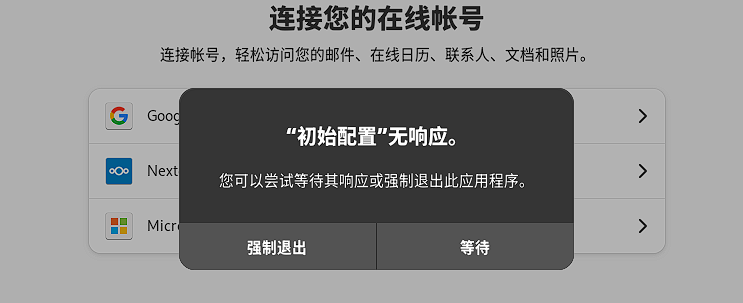 连接您的在线帐号
连接帐号，轻松访问您的邮件、在线日历、联系人、文档和照片。
Goog
“初始配置”无响应。
Next
您可以尝试等待其响应或强制退出此应用程序。
Micro
强制退出
等待